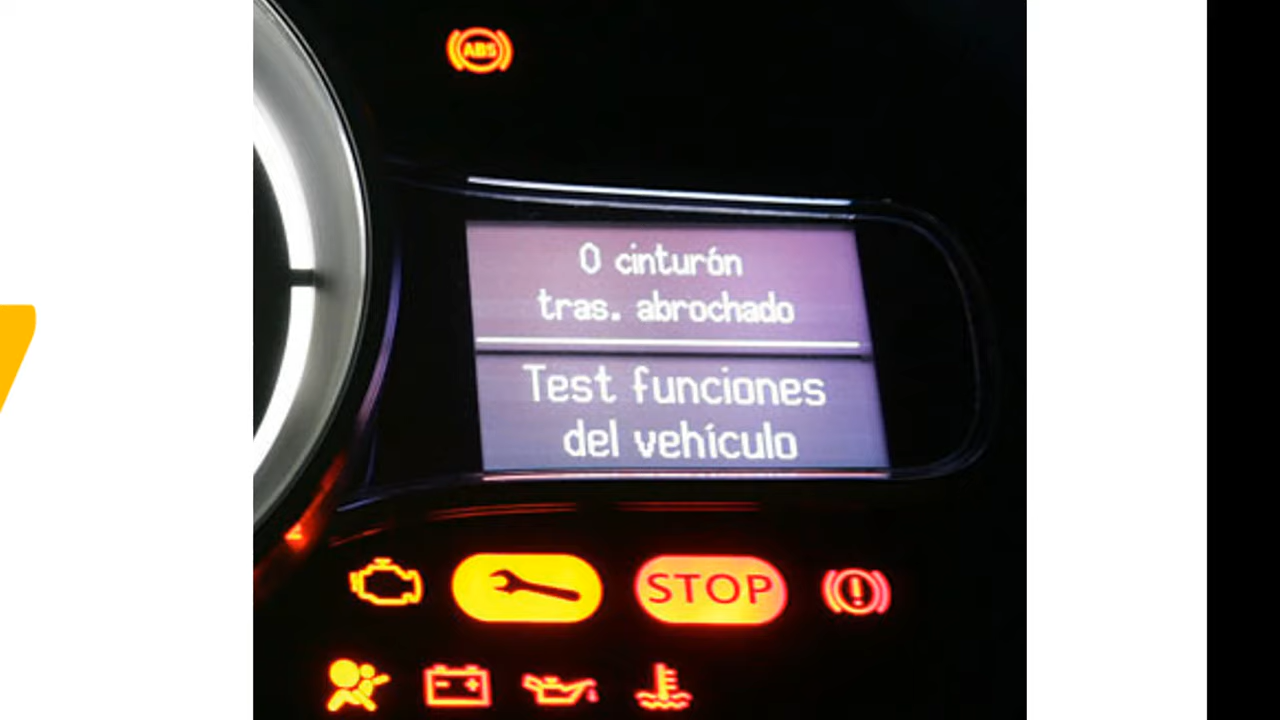 ABS
0 cinturón
tras. abrochado
Test funciones
del vehículo
STOP